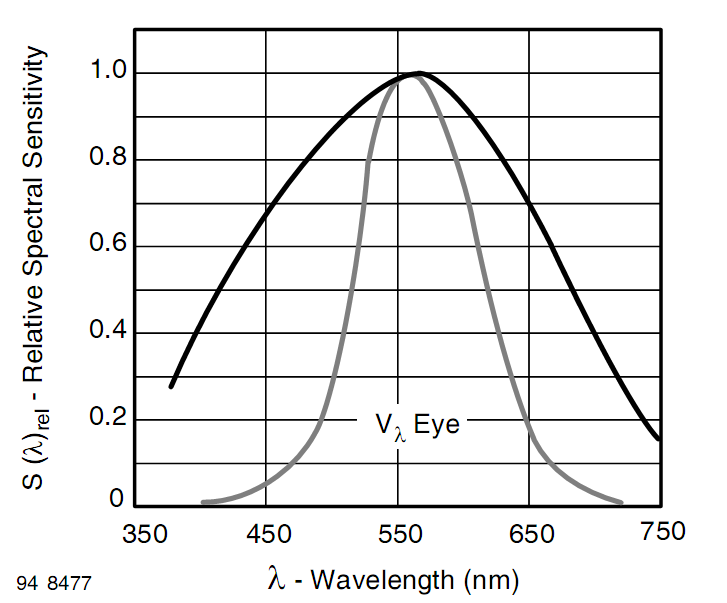 S (λ)rel - Relative Spectral Sensitivity
1.0
0.8
0.6
0.4
0.2
0
Vλ Eye
350 450 550 650 750
λ - Wavelength (nm)
94 8477